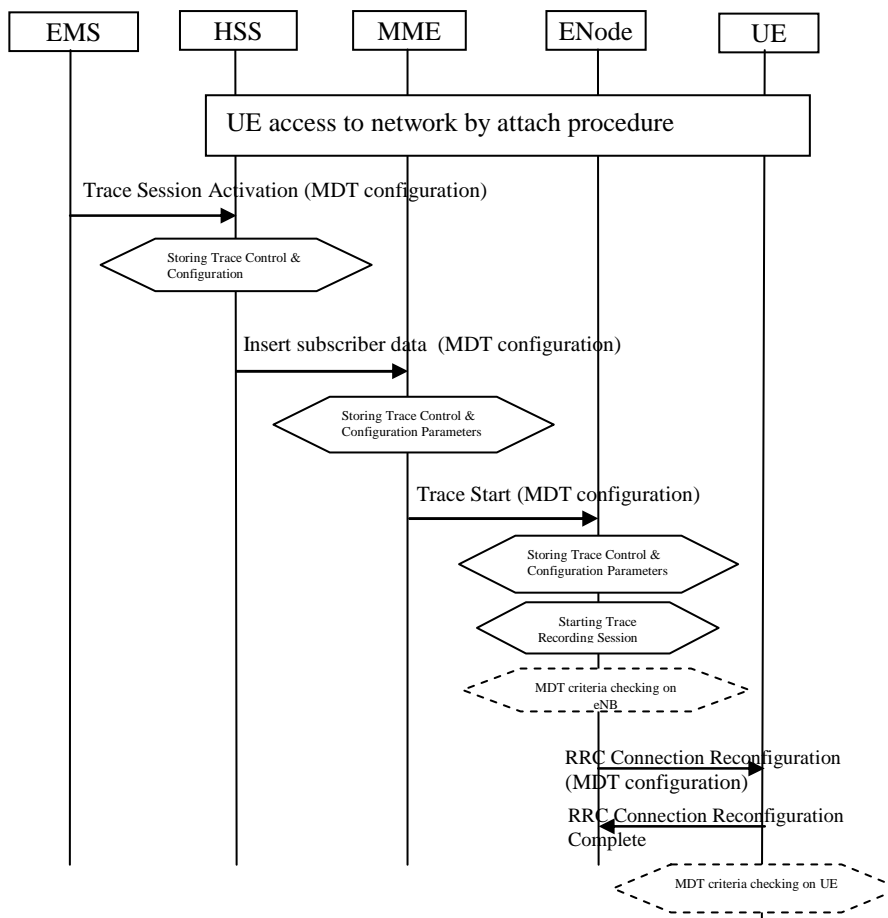 EMS
HSS
MME
ENode
UE
UE access to network by attach procedure
Trace Session Activation (MDT configuration)
Storing Trace Control &
Configuration
Insert subscriber data (MDT configuration)
Storing Trace Control &
Configuration Parameters
Trace Start (MDT configuration)
Storing Trace Control &
Configuration Parameters
Starting Trace
Recording Session
MDT criteria checking on
eNB
RRC Connection Reconfiguration
(MDT configuration)
RRC Connection Reconfiguration
Complete
MDT criteria checking on UE